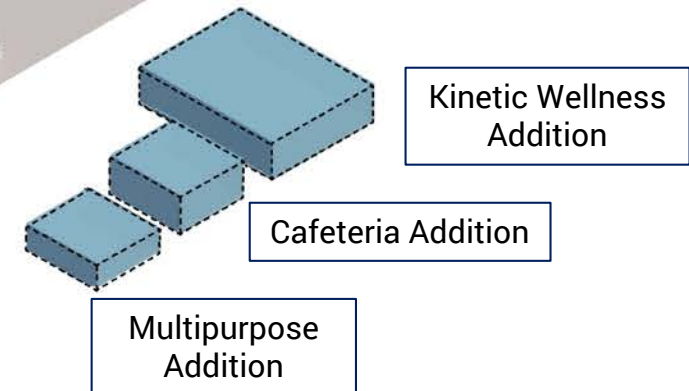 Kinetic Wellness
Addition
Cafeteria Addition
Multipurpose
Addition